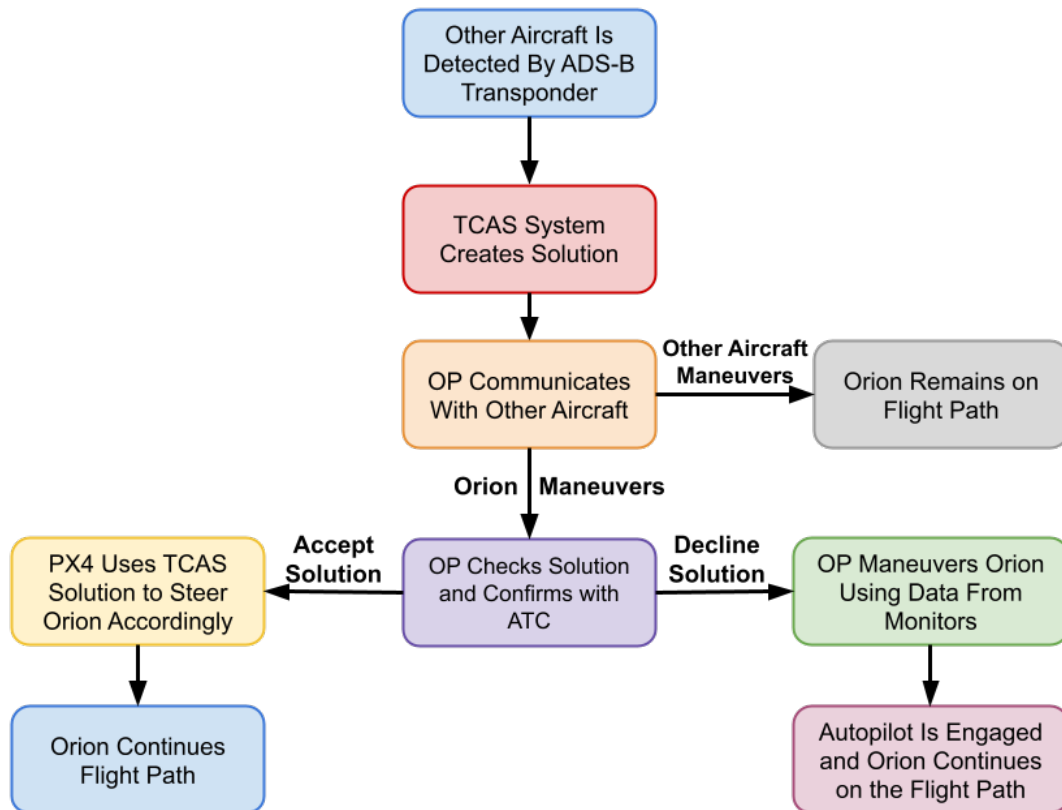 Other Aircraft Is
Detected By ADS-B
Transponder
TCAS System
Creates Solution
OP Communicates
With Other Aircraft
Other Aircraft
Maneuvers
Orion Remains on
Flight Path
Orion Maneuvers
OP Checks Solution
and Confirms with
ATC
Accept
Solution
PX4 Uses TCAS
Solution to Steer
Orion Accordingly
Orion Continues
Flight Path
Decline
Solution
OP Maneuvers Orion
Using Data From
Monitors
Autopilot Is Engaged
and Orion Continues
on the Flight Path